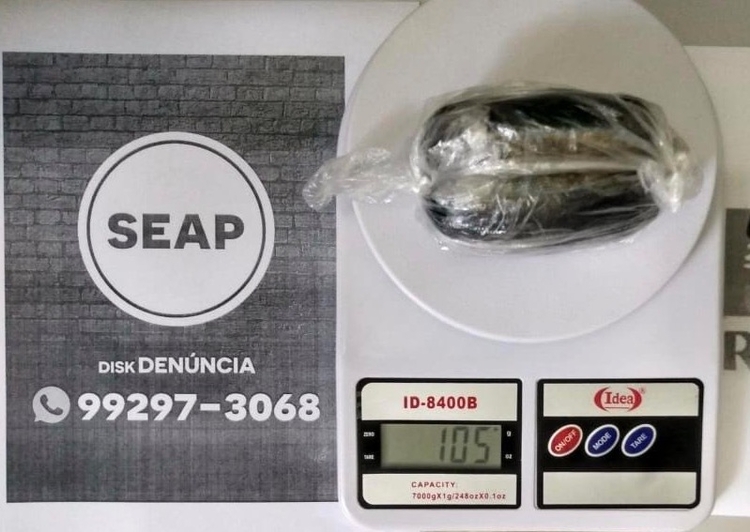 SEAP
DISK DENÚNCIA
99297-3068
ID-8400B
ZERO
TARE
105
g
oz
CAPACITY:
7000gX1g/248ozX0.1oz
Idea
ON/OFF
MODE
TARE
R